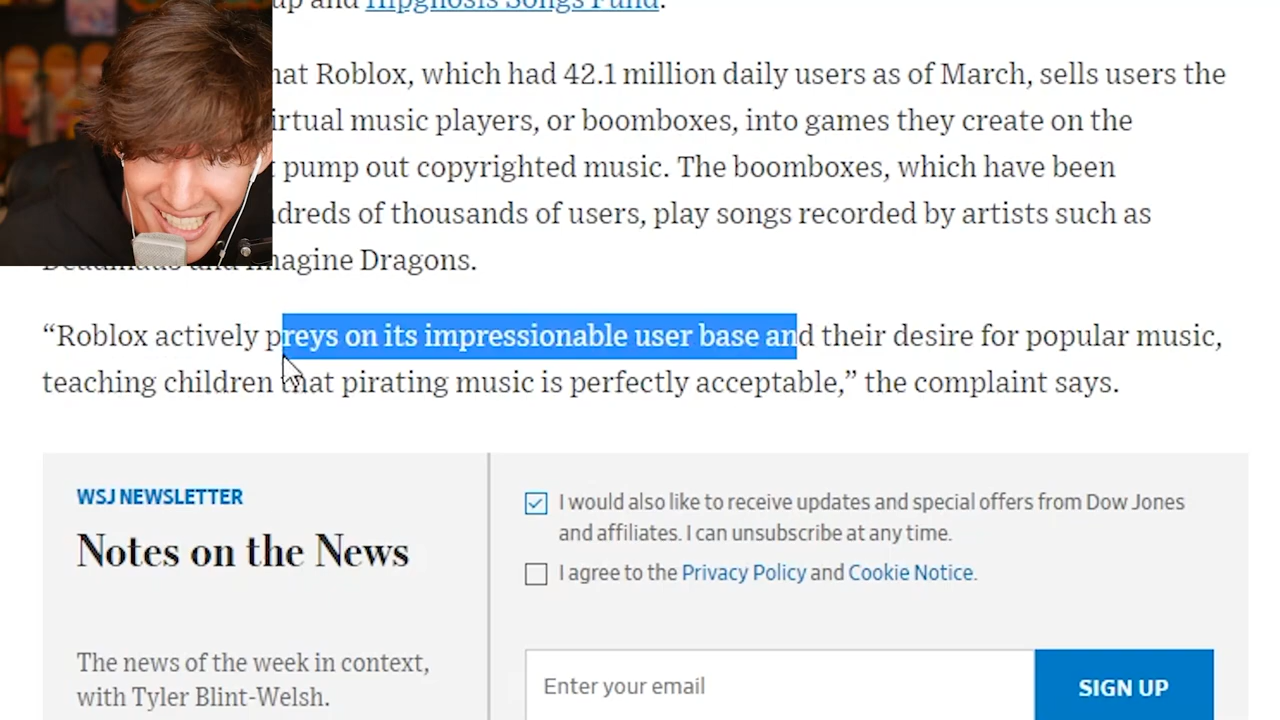 up and Hipgnosis Songs Fund.
hat Roblox, which had 42.1 million daily users as of March, sells users the
irtual music players, or boomboxes, into games they create on the
pump out copyrighted music. The boomboxes, which have been
dreds of thousands of users, play songs recorded by artists such as
Deadmau5 and Imagine Dragons.
“Roblox actively preys on its impressionable user base and their desire for popular music,
teaching children that pirating music is perfectly acceptable,” the complaint says.
WSJ NEWSLETTER
Notes on the News
The news of the week in context,
with Tyler Blint-Welsh.
I would also like to receive updates and special offers from Dow Jones
and affiliates. I can unsubscribe at any time.
I agree to the Privacy Policy and Cookie Notice.
Enter your email
SIGN UP